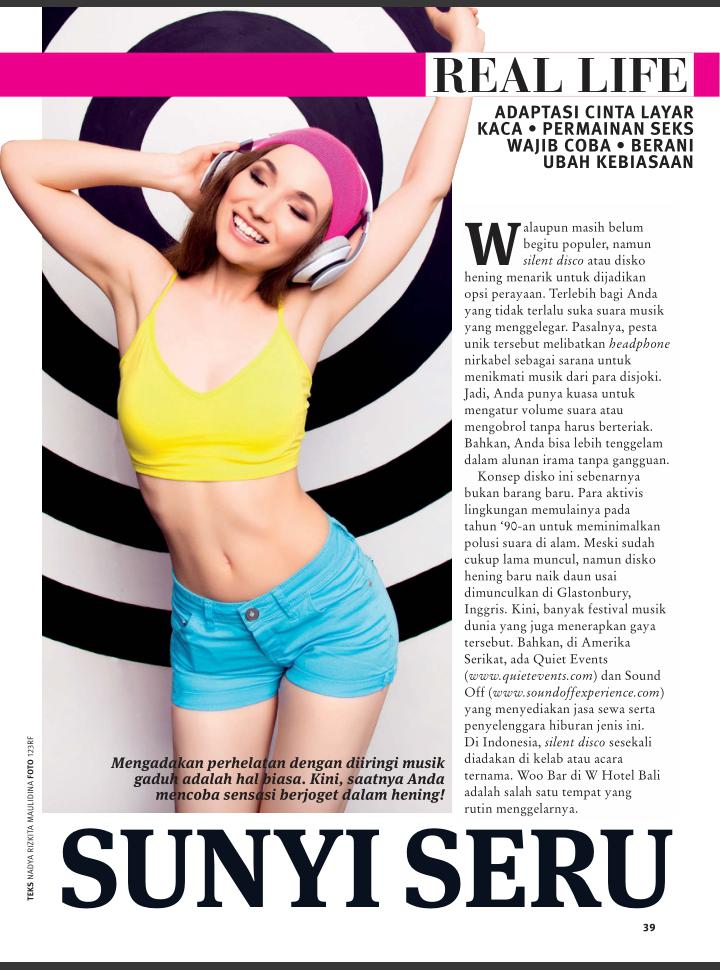 REAL LIFE
ADAPTASI CINTA LAYAR
KACA • PERMAINAN SEKS
WAJIB COBA • BERANI
UBAH KEBIASAAN
Walaupun masih belum
begitu populer, namun
silent disco atau disko
hening menarik untuk dijadikan
opsi perayaan. Terlebih bagi Anda
yang tidak terlalu suka suara musik
yang menggelegar. Pasalnya, pesta
unik tersebut melibatkan headphone
nirkabel sebagai sarana untuk
menikmati musik dari para disjoki.
Jadi, Anda punya kuasa untuk
mengatur volume suara atau
mengobrol tanpa harus berteriak.
Bahkan, Anda bisa lebih tenggelam
dalam alunan irama tanpa gangguan.
Konsep disko ini sebenarnya
bukan barang baru. Para aktivis
lingkungan memulainya pada
tahun ‘90-an untuk meminimalkan
polusi suara di alam. Meski sudah
cukup lama muncul, namun disko
hening baru naik daun usai
dimunculkan di Glastonbury,
Inggris. Kini, banyak festival musik
dunia yang juga menerapkan gaya
tersebut. Bahkan, di Amerika
Serikat, ada Quiet Events
(www.quietevents.com) dan Sound
Off (www.soundoffexperience.com)
yang menyediakan jasa sewa serta
penyelenggara hiburan jenis ini.
Di Indonesia, silent disco sesekali
diadakan di kelab atau acara
ternama. Woo Bar di W Hotel Bali
adalah salah satu tempat yang
rutin menggelarnya.
Mengadakan perhelatan dengan diiringi musik
gaduh adalah hal biasa. Kini, saatnya Anda
mencoba sensasi berjoget dalam hening!
TEKS NADYA RIZKITA MAULIDINA FOTO 123RF
SUNYI SERU
39